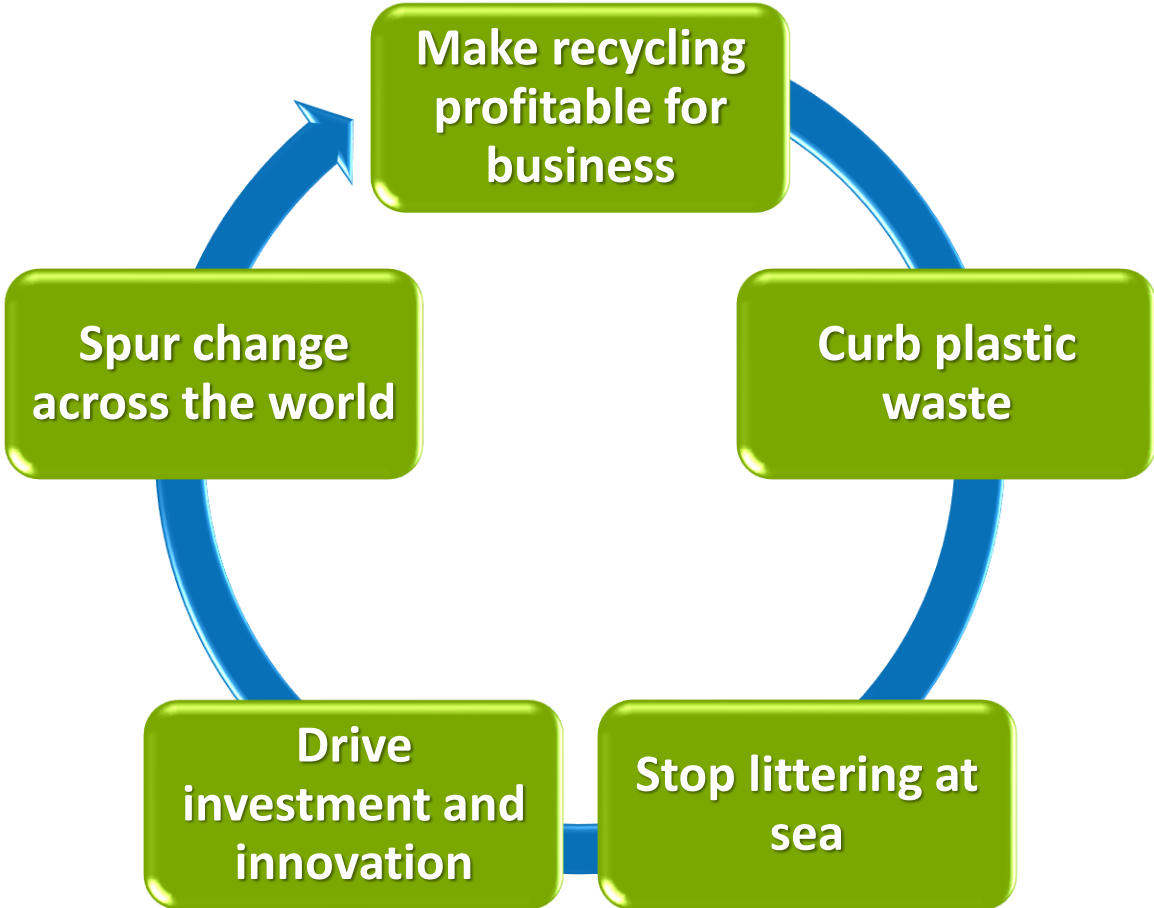 Make recycling
profitable for
business
Curb plastic
waste
Stop littering at
sea
Drive
investment and
innovation
Spur change
across the world